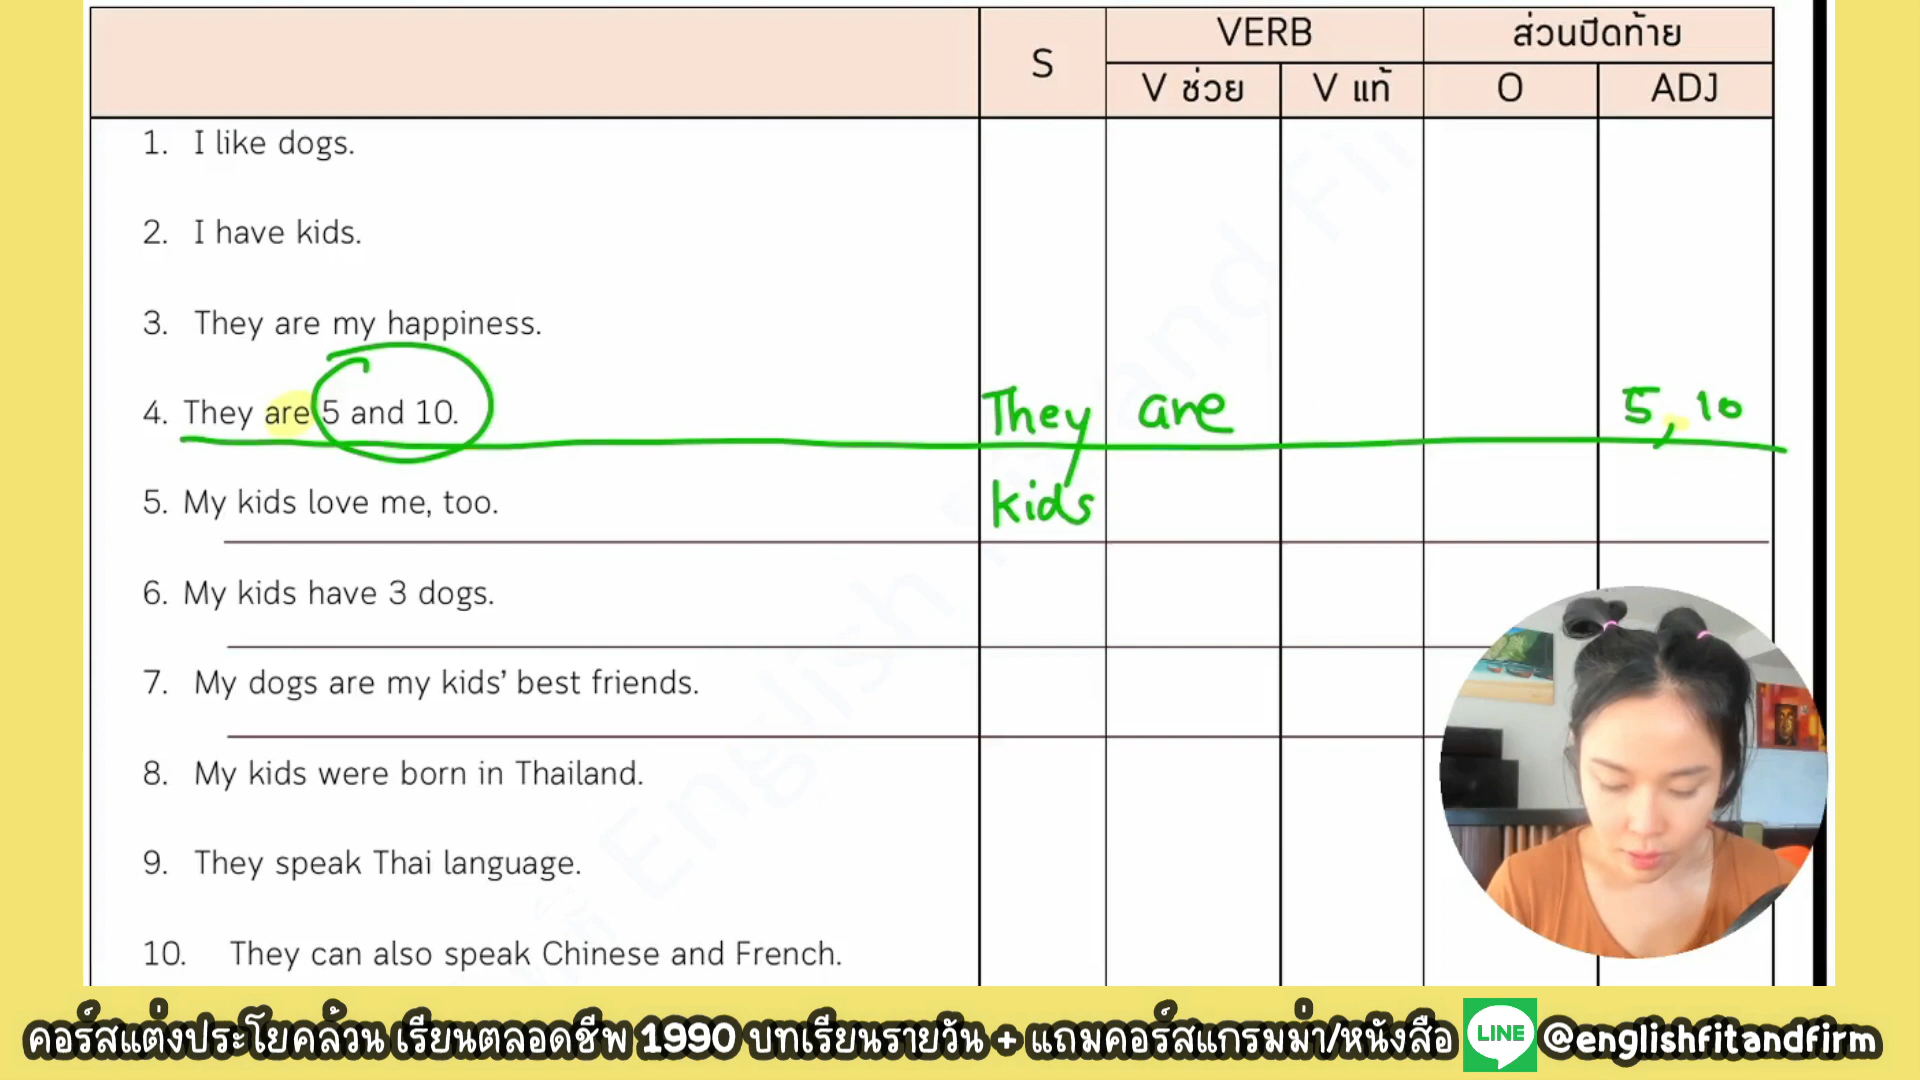 S VERB ส่วนปิดท้าย
V ช่วย V แท้ O ADJ
1. I like dogs.
2. I have kids.
3. They are my happiness.
4. They are 5 and 10. They are 5, 10
5. My kids love me, too. kids
6. My kids have 3 dogs.
7. My dogs are my kids’ best friends.
8. My kids were born in Thailand.
9. They speak Thai language.
10. They can also speak Chinese and French.
คอร์สแต่งประโยคล้วน เรียนตลอดชีพ 1990 บทเรียนรายวัน + แถมคอร์สแกรมม่า/หนังสือ LINE @englishfitandfirm